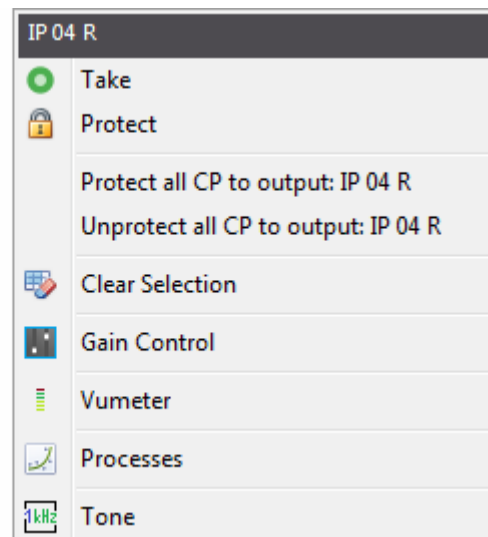 IP 04 R
Take
Protect
Protect all CP to output: IP 04 R
Unprotect all CP to output: IP 04 R
Clear Selection
Gain Control
Vumeter
Processes
1kHz Tone